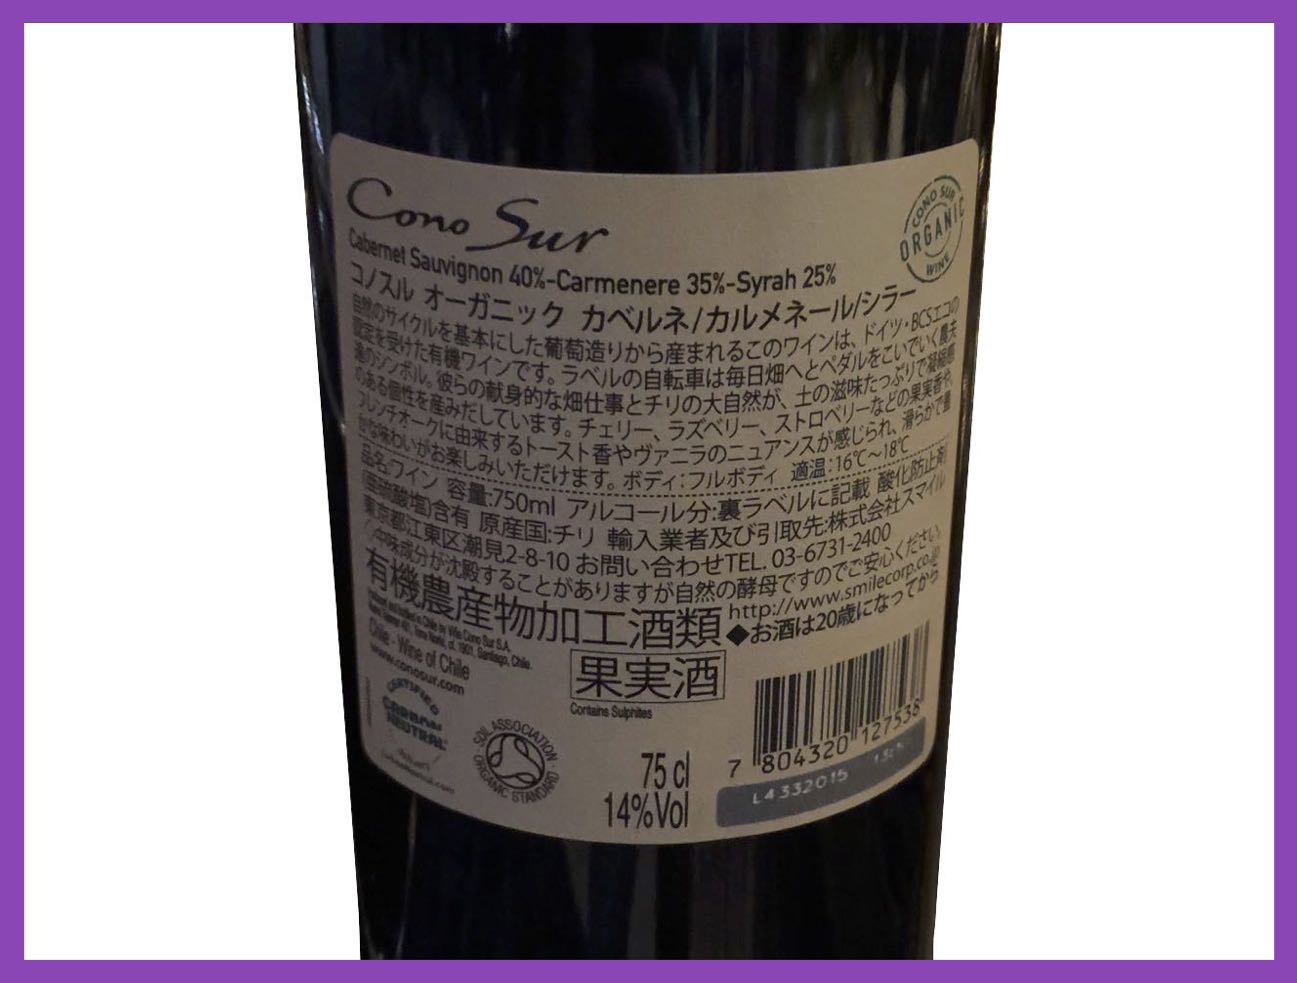 Cono Sur
CONO SUR
ORGANIC
WINE
Cabernet Sauvignon 40%-Carmenere 35%-Syrah 25%
コノスル オーガニック カベルネ/カルメネール/シラー
自然のサイクルを基本にした葡萄造りから産まれるこのワインは、ドイツ・BCSエコの
認定を受けた有機ワインです。ラベルの自転車は毎日畑へとペダルをこいでいく農夫
達のシンボル。彼らの献身的な畑仕事とチリの大自然が、土の滋味たっぷりで凝縮感
のある個性を産みだしています。チェリー、ラズベリー、ストロベリーなどの果実香や、
フレンチオークに由来するトースト香やヴァニラのニュアンスが感じられ、滑らかで豊
かな味わいがお楽しみいただけます。ボディ:フルボディ 適温:16℃～18℃
品名:ワイン 容量:750ml アルコール分:裏ラベルに記載 酸化防止剤
(亜硫酸塩)含有 原産国:チリ 輸入業者及び引取先:株式会社スマイル
東京都江東区潮見2-8-10 お問い合わせTEL. 03-6731-2400
◇中味成分が沈殿することがありますが自然の酵母ですのでご安心ください。
有機農産物加工酒類
http://www.smilecorp.co.jp
◆お酒は20歳になってから
Produced and bottled in Chile by Viña Cono Sur S.A.
Santiago, Chile.
Chile - Wine of Chile
www.conosur.com
果実酒
Contains Sulphites
CERTIFIED
CARBON
NEUTRAL
SOIL ASSOCIATION
ORGANIC STANDARD
75 cl
14%Vol
7 804320 127538
L4332015